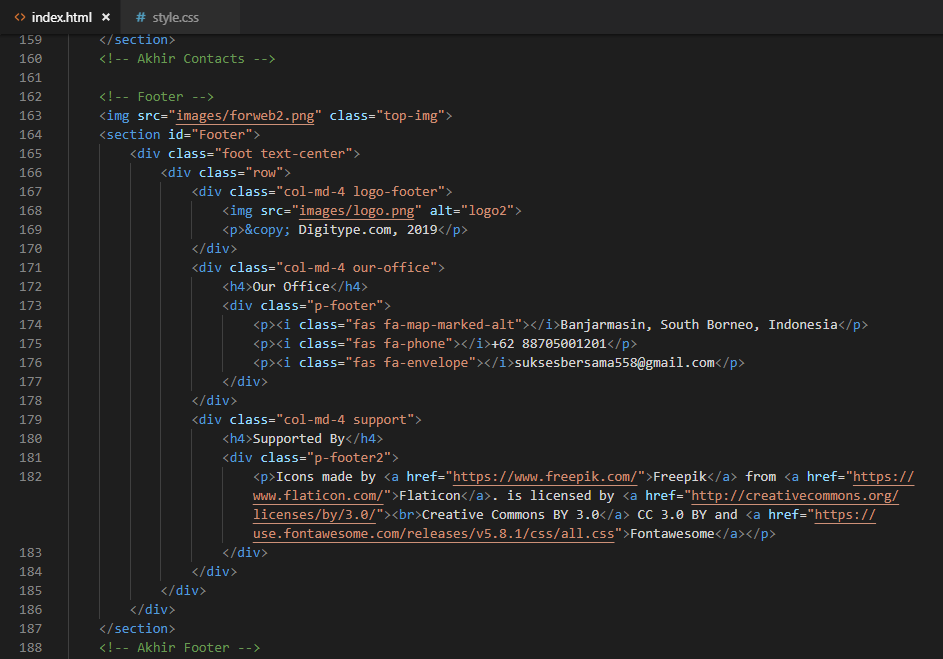 <> index.html × # style.css
159 </section>
160 <!-- Akhir Contacts -->
161
162 <!-- Footer -->
163 <img src="images/forweb2.png" class="top-img">
164 <section id="Footer">
165 <div class="foot text-center">
166 <div class="row">
167 <div class="col-md-4 logo-footer">
168 <img src="images/logo.png" alt="logo2">
169 <p>&copy; Digitype.com, 2019</p>
170 </div>
171 <div class="col-md-4 our-office">
172 <h4>Our Office</h4>
173 <div class="p-footer">
174 <p><i class="fas fa-map-marked-alt"></i>Banjarmasin, South Borneo, Indonesia</p>
175 <p><i class="fas fa-phone"></i>+62 88705001201</p>
176 <p><i class="fas fa-envelope"></i>suksesbersama558@gmail.com</p>
177 </div>
178 </div>
179 <div class="col-md-4 support">
180 <h4>Supported By</h4>
181 <div class="p-footer2">
182 <p>Icons made by <a href="https://www.freepik.com/">Freepik</a> from <a href="https://
www.flaticon.com/">Flaticon</a>. is licensed by <a href="http://creativecommons.org/
licenses/by/3.0/"><br>Creative Commons BY 3.0</a> CC 3.0 BY and <a href="https://
use.fontawesome.com/releases/v5.8.1/css/all.css">Fontawesome</a></p>
183 </div>
184 </div>
185 </div>
186 </div>
187 </section>
188 <!-- Akhir Footer -->